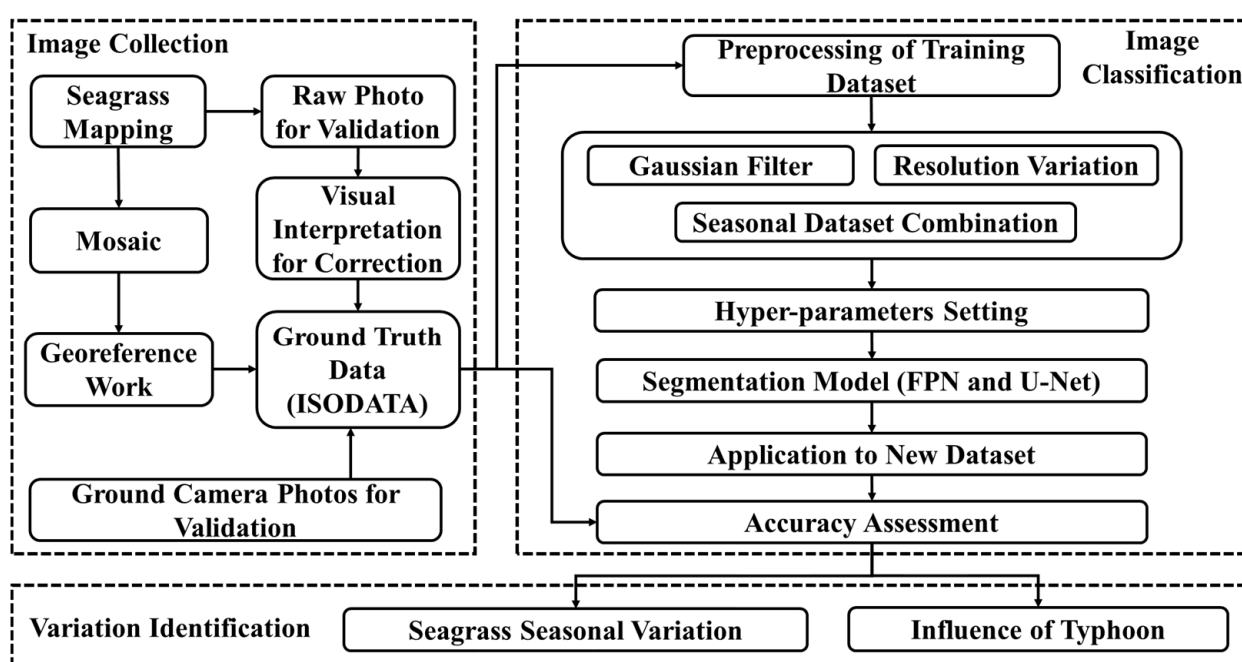 Image Collection
Seagrass
Mapping
Raw Photo
for Validation
Mosaic
Visual
Interpretation
for Correction
Georeference
Work
Ground Truth
Data
(ISODATA)
Ground Camera Photos for
Validation
Image
Classification
Preprocessing of Training
Dataset
Gaussian Filter
Resolution Variation
Seasonal Dataset Combination
Hyper-parameters Setting
Segmentation Model (FPN and U-Net)
Application to New Dataset
Accuracy Assessment
Variation Identification
Seagrass Seasonal Variation
Influence of Typhoon